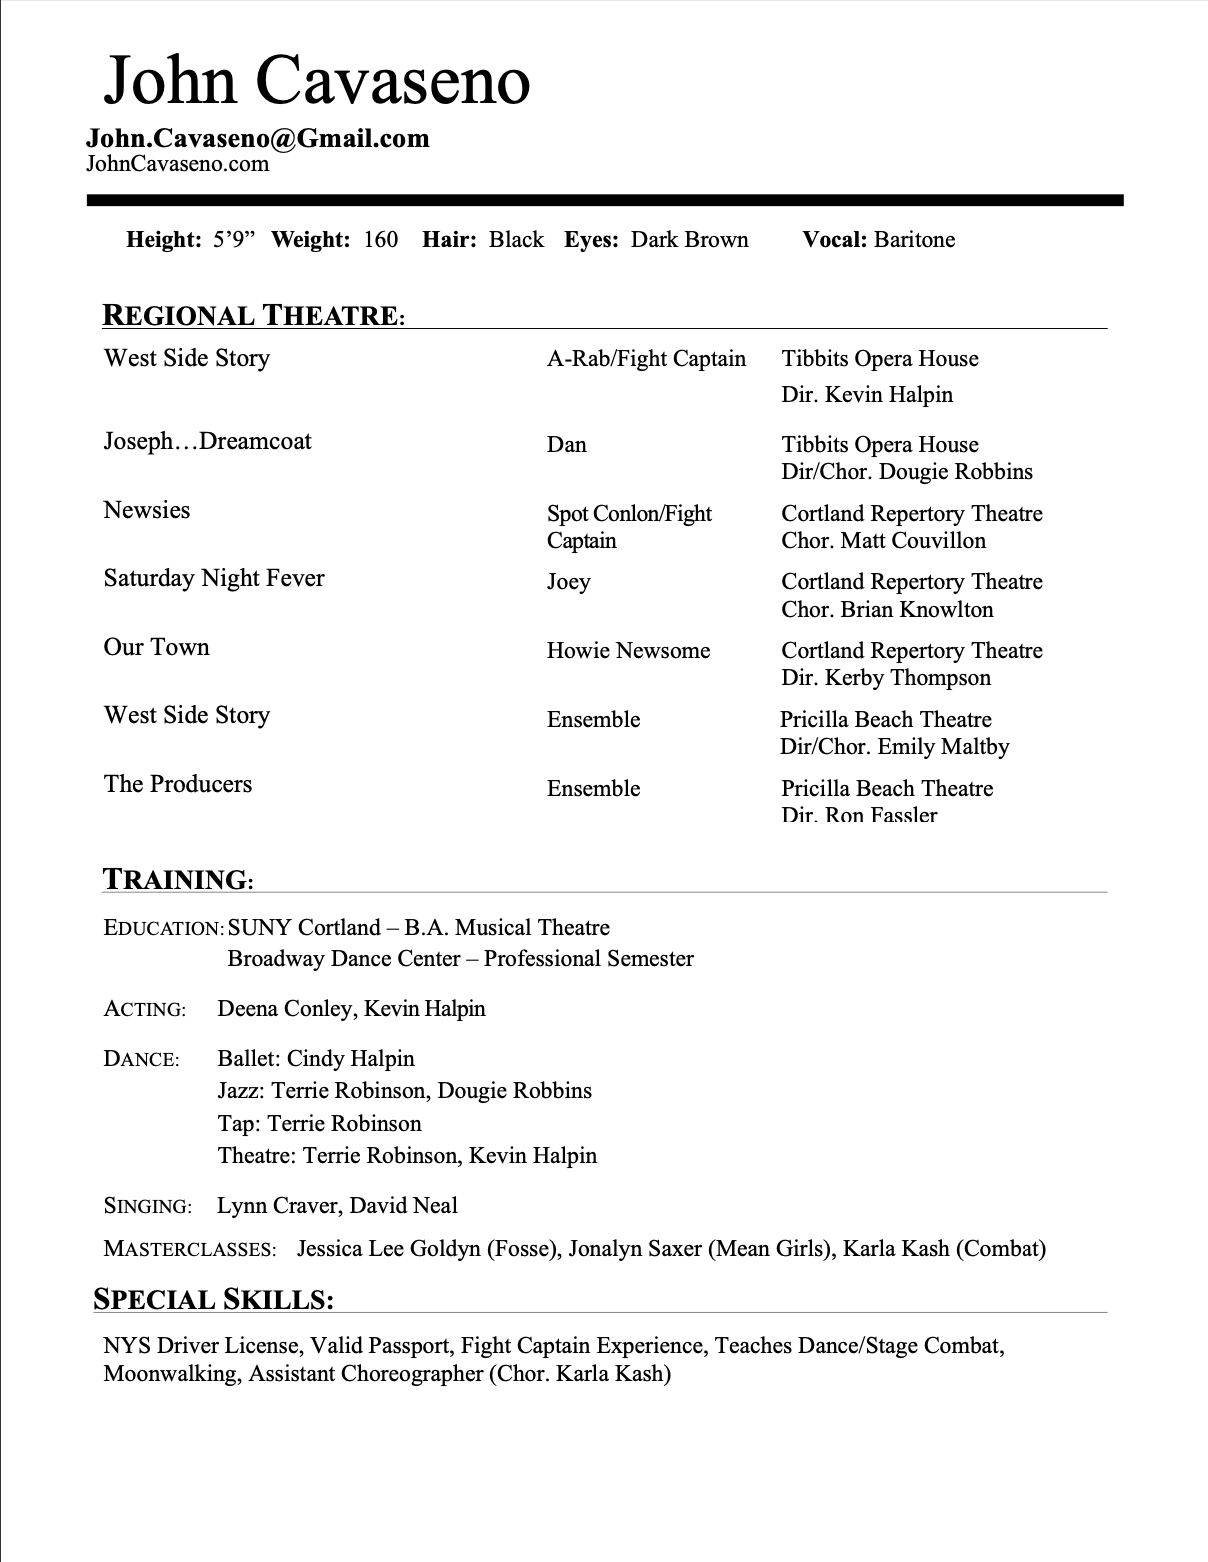 John Cavaseno
John.Cavaseno@Gmail.com
JohnCavaseno.com
Height: 5’9” Weight: 160 Hair: Black Eyes: Dark Brown Vocal: Baritone
REGIONAL THEATRE:
West Side Story A-Rab/Fight Captain Tibbits Opera House
Dir. Kevin Halpin
Joseph…Dreamcoat Dan Tibbits Opera House
Dir/Chor. Dougie Robbins
Newsies Spot Conlon/Fight Cortland Repertory Theatre
Captain Chor. Matt Couvillon
Saturday Night Fever Joey Cortland Repertory Theatre
Chor. Brian Knowlton
Our Town Howie Newsome Cortland Repertory Theatre
Dir. Kerby Thompson
West Side Story Ensemble Pricilla Beach Theatre
Dir/Chor. Emily Maltby
The Producers Ensemble Pricilla Beach Theatre
Dir. Ron Fassler
TRAINING:
EDUCATION: SUNY Cortland – B.A. Musical Theatre
Broadway Dance Center – Professional Semester
ACTING: Deena Conley, Kevin Halpin
DANCE: Ballet: Cindy Halpin
Jazz: Terrie Robinson, Dougie Robbins
Tap: Terrie Robinson
Theatre: Terrie Robinson, Kevin Halpin
SINGING: Lynn Craver, David Neal
MASTERCLASSES: Jessica Lee Goldyn (Fosse), Jonalyn Saxer (Mean Girls), Karla Kash (Combat)
SPECIAL SKILLS:
NYS Driver License, Valid Passport, Fight Captain Experience, Teaches Dance/Stage Combat,
Moonwalking, Assistant Choreographer (Chor. Karla Kash)